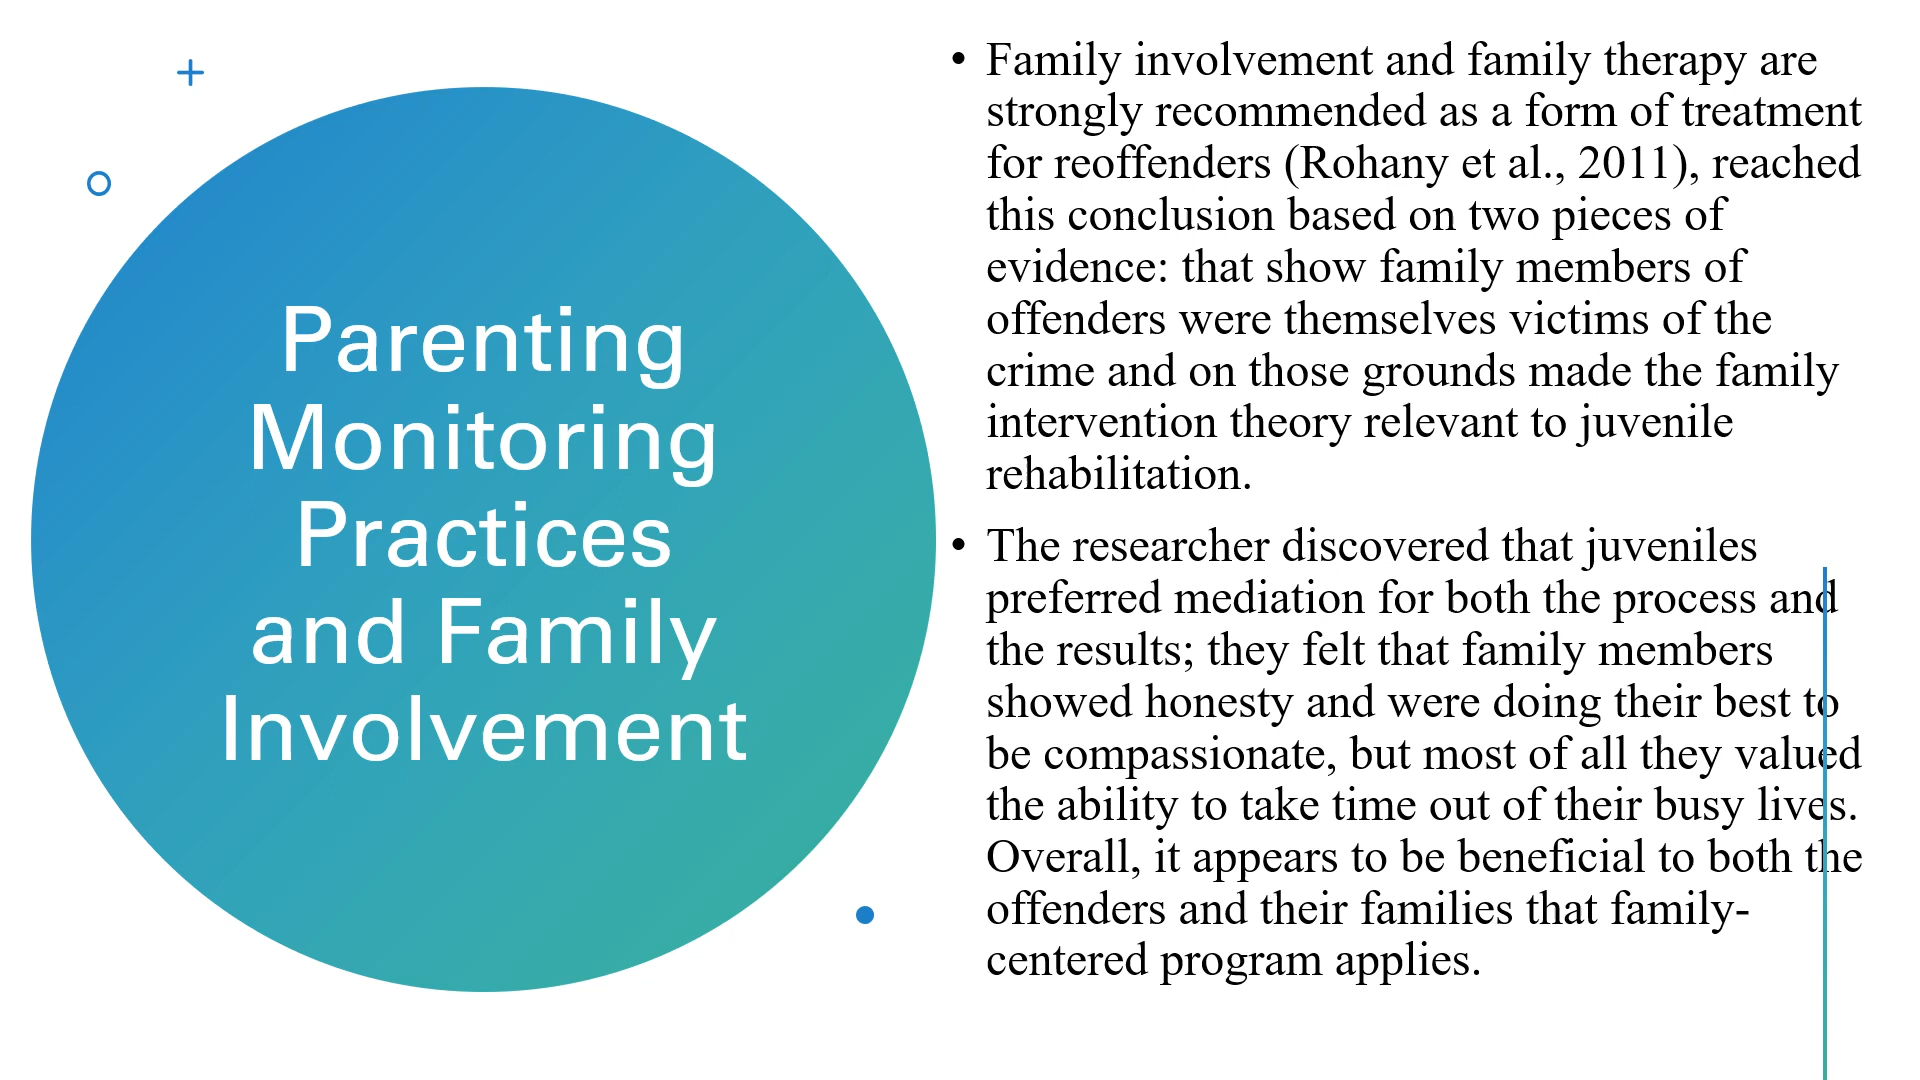 Parenting
Monitoring
Practices
and Family
Involvement
• Family involvement and family therapy are
strongly recommended as a form of treatment
for reoffenders (Rohany et al., 2011), reached
this conclusion based on two pieces of
evidence: that show family members of
offenders were themselves victims of the
crime and on those grounds made the family
intervention theory relevant to juvenile
rehabilitation.
• The researcher discovered that juveniles
preferred mediation for both the process and
the results; they felt that family members
showed honesty and were doing their best to
be compassionate, but most of all they valued
the ability to take time out of their busy lives.
Overall, it appears to be beneficial to both the
offenders and their families that family-
centered program applies.